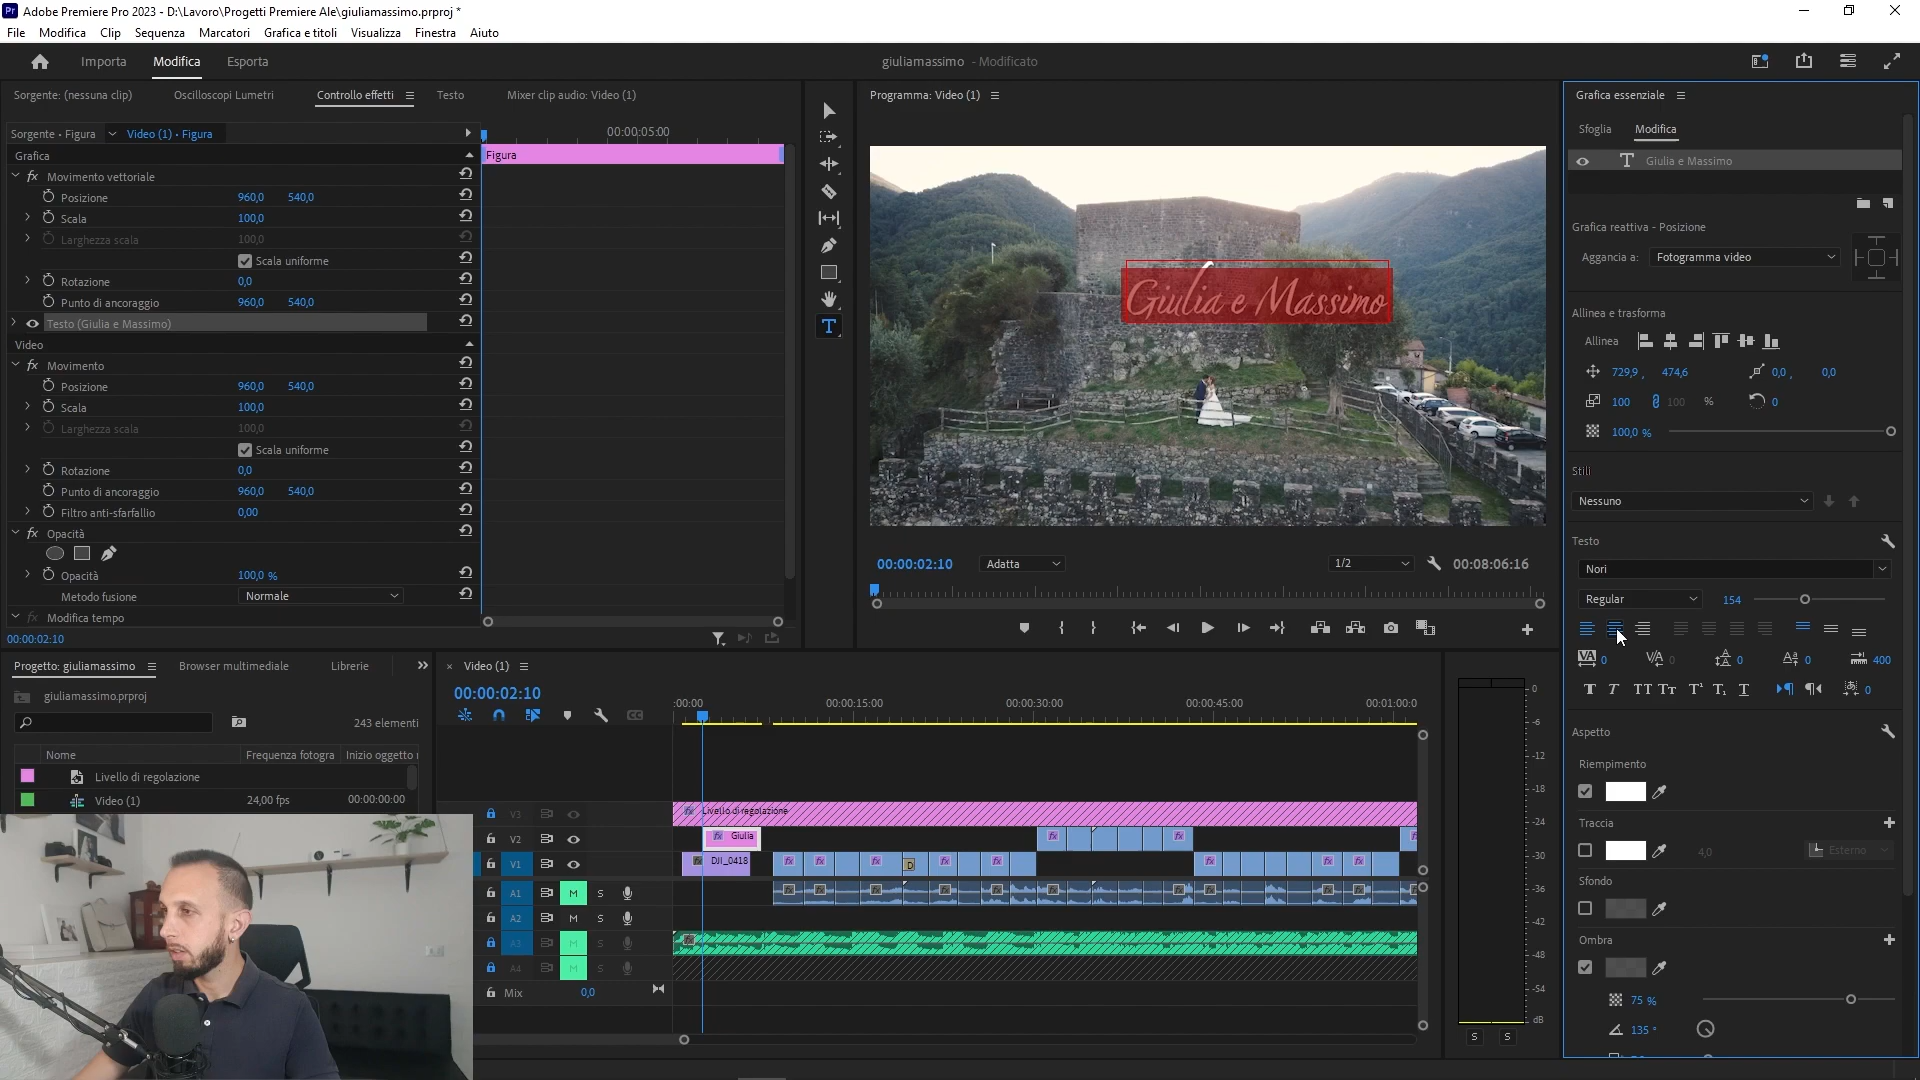 Adobe Premiere Pro 2023 - D:\Lavoro\Progetti Premiere Ale\giuliamassimo.prproj *
File Modifica Clip Sequenza Marcatori Grafica e titoli Visualizza Finestra Aiuto
Importa Modifica Esporta
giuliamassimo - Modificato
Sorgente: (nessuna clip) Oscilloscopi Lumetri Controllo effetti Testo Mixer clip audio: Video (1)
Sorgente • Figura Video (1) • Figura 00:00:05:00
Grafica Figura
Movimento vettoriale
Posizione 960,0 540,0
Scala 100,0
Larghezza scala 100,0
Scala uniforme
Rotazione 0,0
Punto di ancoraggio 960,0 540,0
Testo (Giulia e Massimo)
Video
Movimento
Posizione 960,0 540,0
Scala 100,0
Larghezza scala 100,0
Scala uniforme
Rotazione 0,0
Punto di ancoraggio 960,0 540,0
Filtro anti-sfarfallio 0,00
Opacità
Opacità 100,0 %
Metodo fusione Normale
Modifica tempo
00:00:02:10
Programma: Video (1)
Giulia e Massimo
00:00:02:10 Adatta 1/2 00:08:06:16
Grafica essenziale
Sfoglia Modifica
Giulia e Massimo
Grafica reattiva - Posizione
Aggancia a: Fotogramma video
Allinea e trasforma
Allinea
729,9 , 474,6 0,0 , 0,0
100 100 % 0
100,0 %
Stili
Nessuno
Testo
Nori
Regular 154
0 0 0 0 400
0
Aspetto
Riempimento
Traccia
4,0 Esterno
Sfondo
Ombra
75 %
135 °
Progetto: giuliamassimo Browser multimediale Librerie
giuliamassimo.prproj
243 elementi
Nome Frequenza fotogra Inizio oggetto
Livello di regolazione
Video (1) 24,00 fps 00:00:00:00
Video (1)
00:00:02:10
:00:00 00:00:15:00 00:00:30:00 00:00:45:00 00:01:00:0
V3 Livello di regolazione
V2 Giulia
V1 DJI_0418
A1 M S
A2 M S
A3 M S
A4 M S
Mix 0,0
0
-6
-12
-18
-24
-30
-36
-42
-48
-54
dB
S S